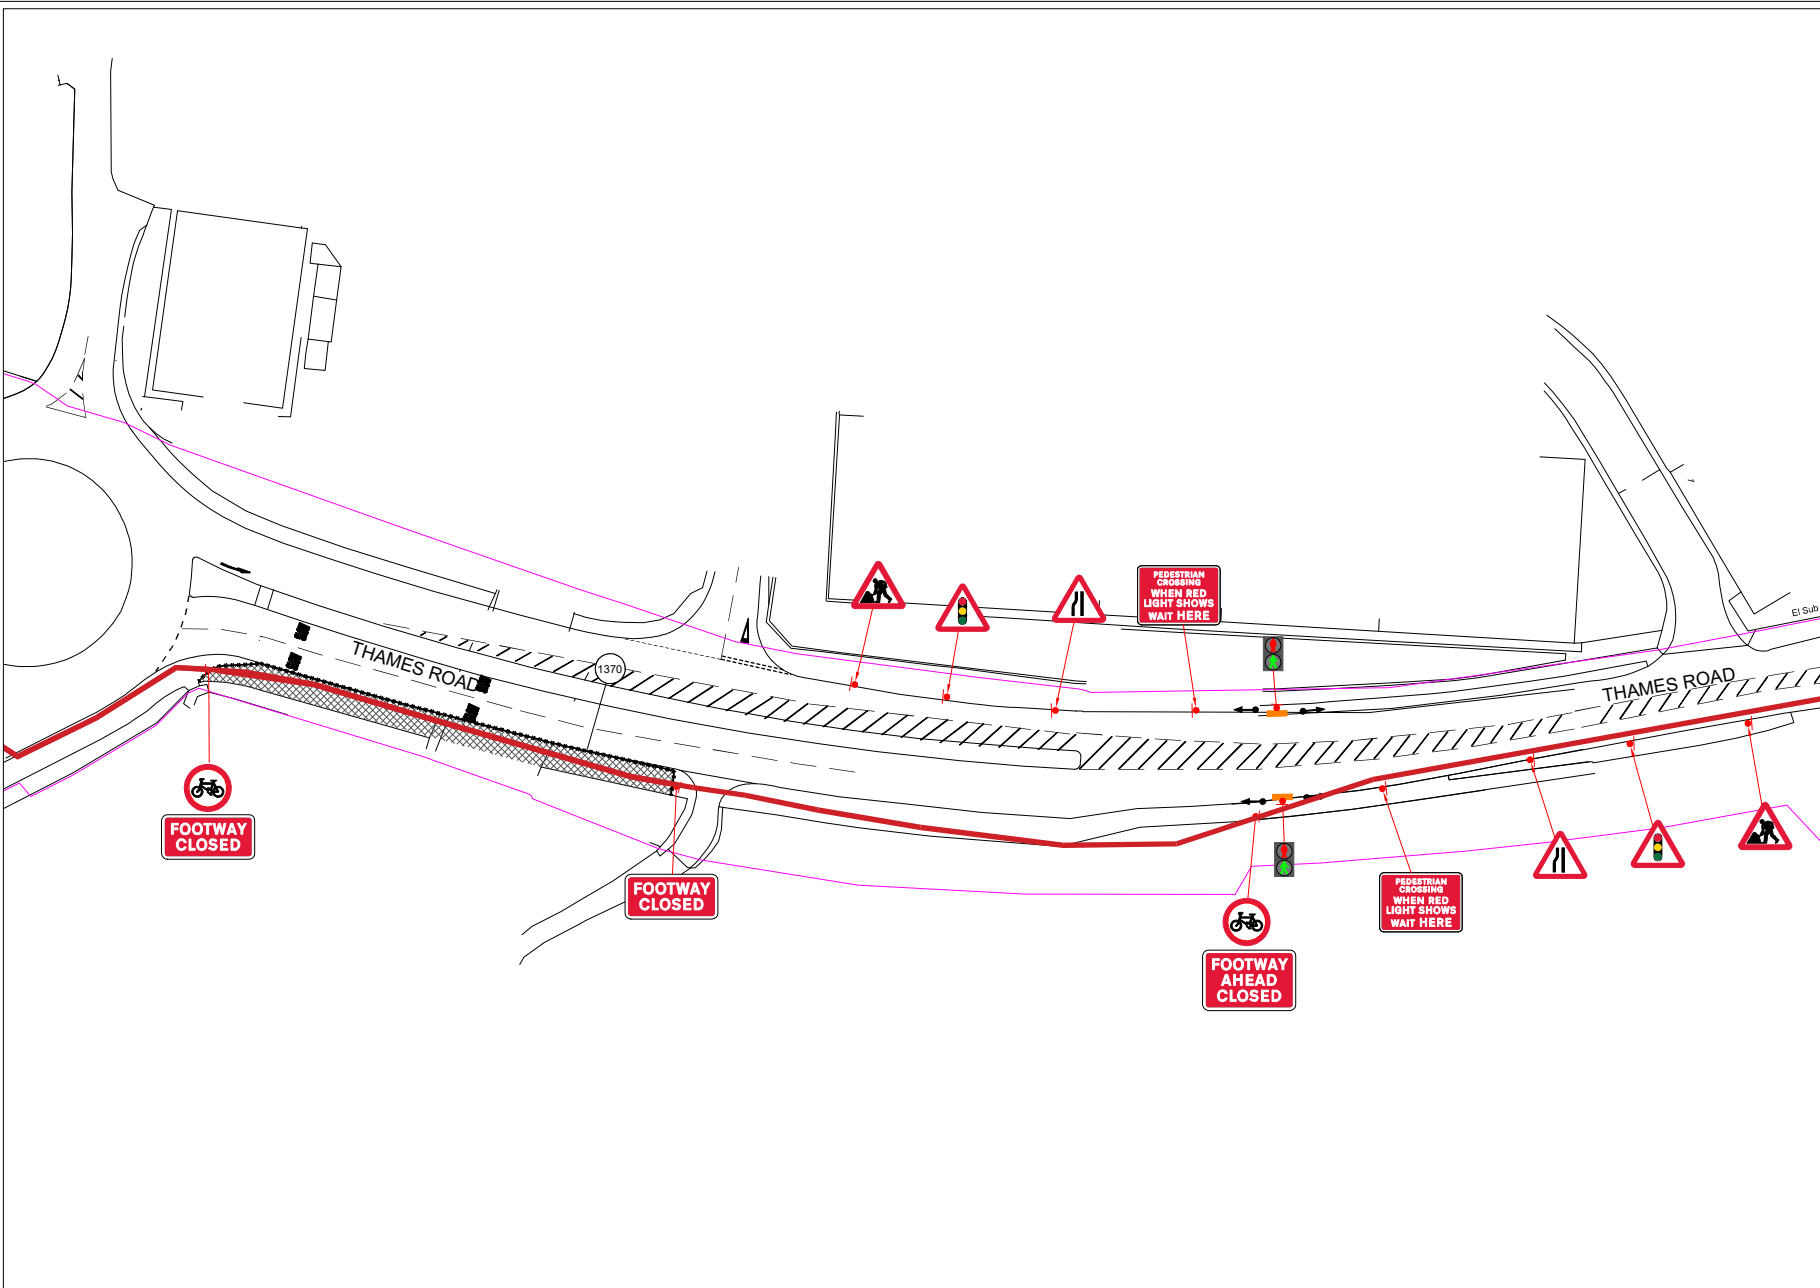 PEDESTRIAN
CROSSING
WHEN RED
LIGHT SHOWS
WAIT HERE
El Sub
THAMES ROAD
1370
THAMES ROAD
FOOTWAY
CLOSED
FOOTWAY
CLOSED
PEDESTRIAN
CROSSING
WHEN RED
LIGHT SHOWS
WAIT HERE
FOOTWAY
AHEAD
CLOSED